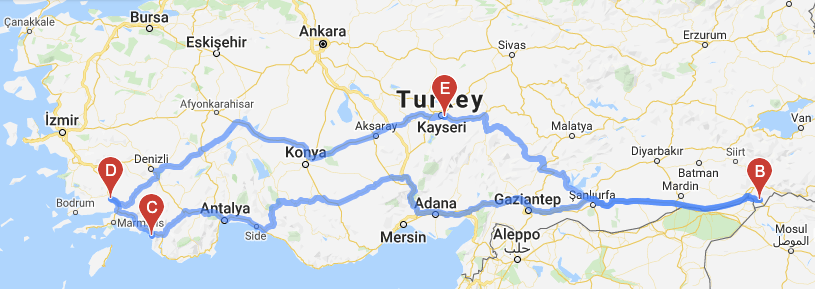 Çanakkale
Bursa
Ankara
Eskişehir
Sivas
Erzurum
E
Turkey
Afyonkarahisar
İzmir
Aksaray
Kayseri
Malatya
Van
Konya
Diyarbakır
Siirt
Batman
Denizli
D
B
Mardin
C
Bodrum
Antalya
Adana
Gaziantep
Şanlıurfa
Marmaris
Side
Mersin
Aleppo
حلب
Mosul
الموصل